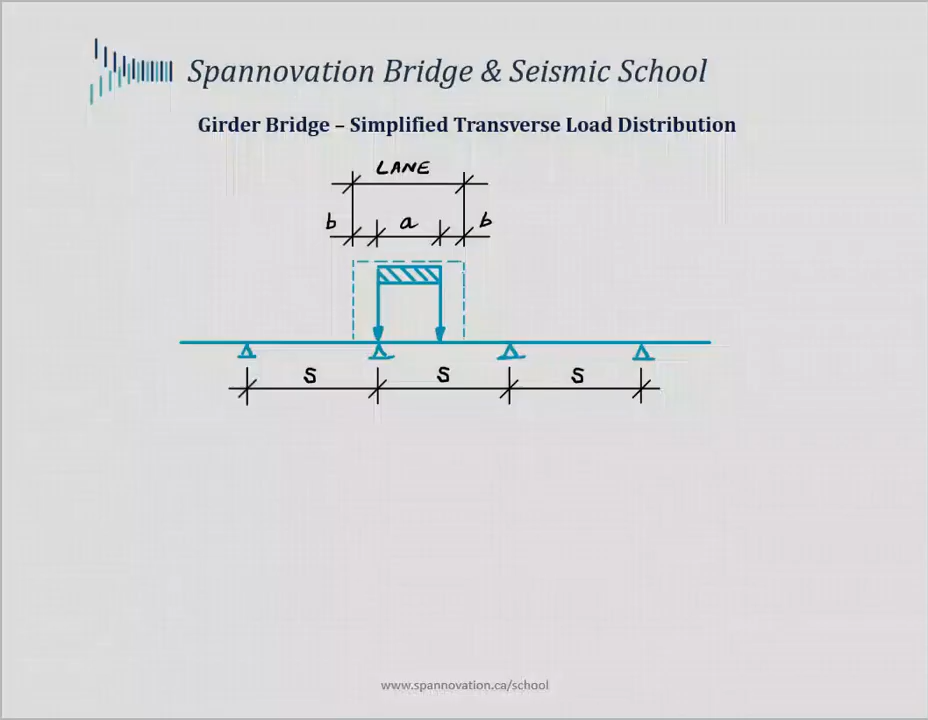 Spannovation Bridge & Seismic School
Girder Bridge – Simplified Transverse Load Distribution
LANE
b a b
S S S
www.spannovation.ca/school